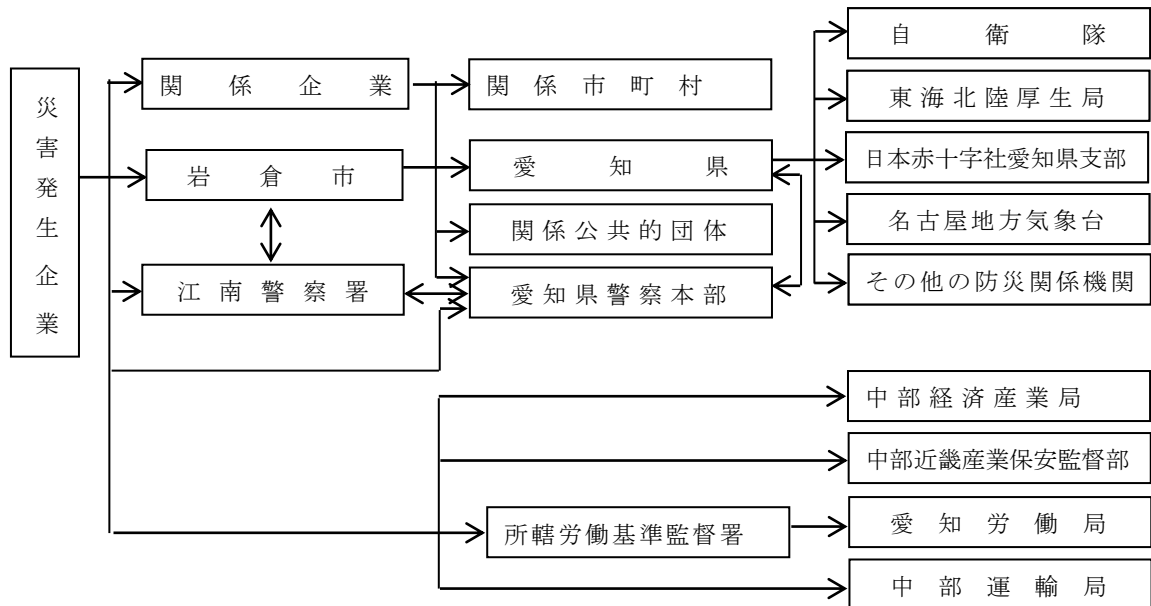 災害発生企業
関係企業
岩倉市
江南警察署
関係市町村
愛知県
関係公共的団体
愛知県警察本部
自衛隊
東海北陸厚生局
日本赤十字社愛知県支部
名古屋地方気象台
その他の防災関係機関
中部経済産業局
中部近畿産業保安監督部
所轄労働基準監督署
愛知労働局
中部運輸局